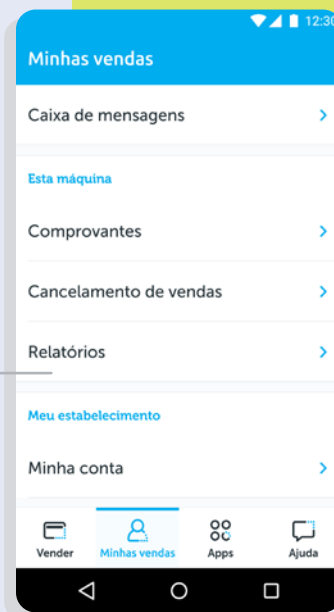 12:30
Minhas vendas
Caixa de mensagens
Esta máquina
Comprovantes
Cancelamento de vendas
Relatórios
Meu estabelecimento
Minha conta
Vender Minhas vendas Apps Ajuda